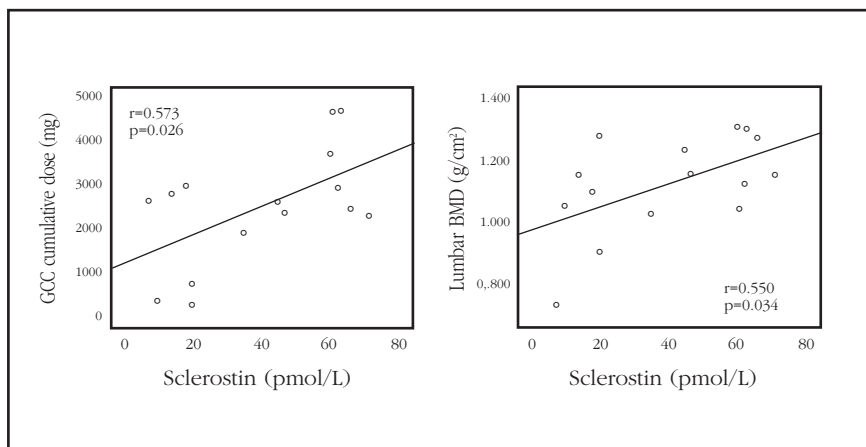 GCC cumulative dose (mg)
5000
4000
3000
2000
1000
0
r=0.573
p=0.026
0 20 40 60 80
Sclerostin (pmol/L)
Lumbar BMD (g/cm²)
1.400
1.200
1.000
0,.800
r=0.550
p=0.034
0 20 40 60 80
Sclerostin (pmol/L)